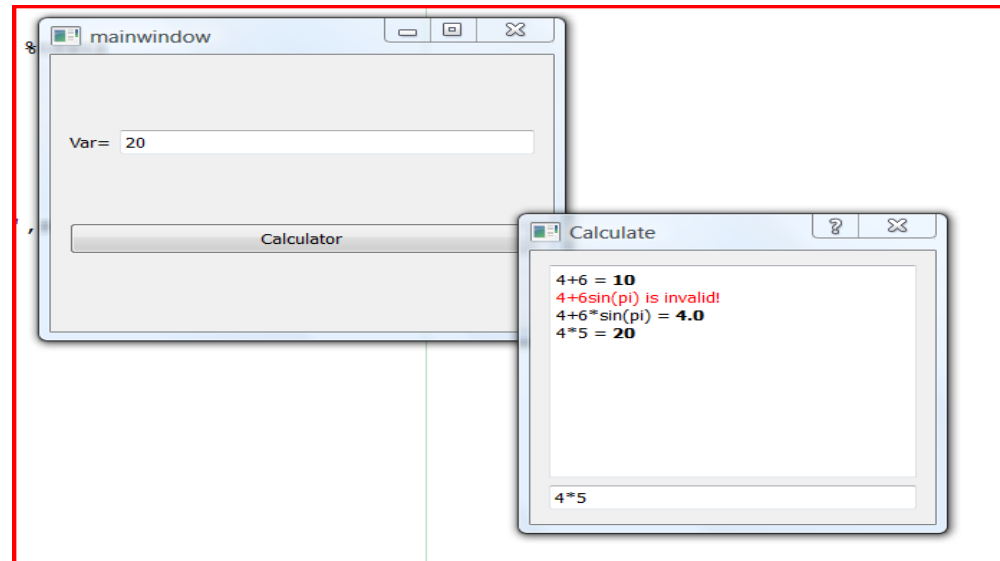 mainwindow
%
Var= 20
',
Calculator
Calculate
4+6 = 10
4+6sin(pi) is invalid!
4+6*sin(pi) = 4.0
4*5 = 20
4*5